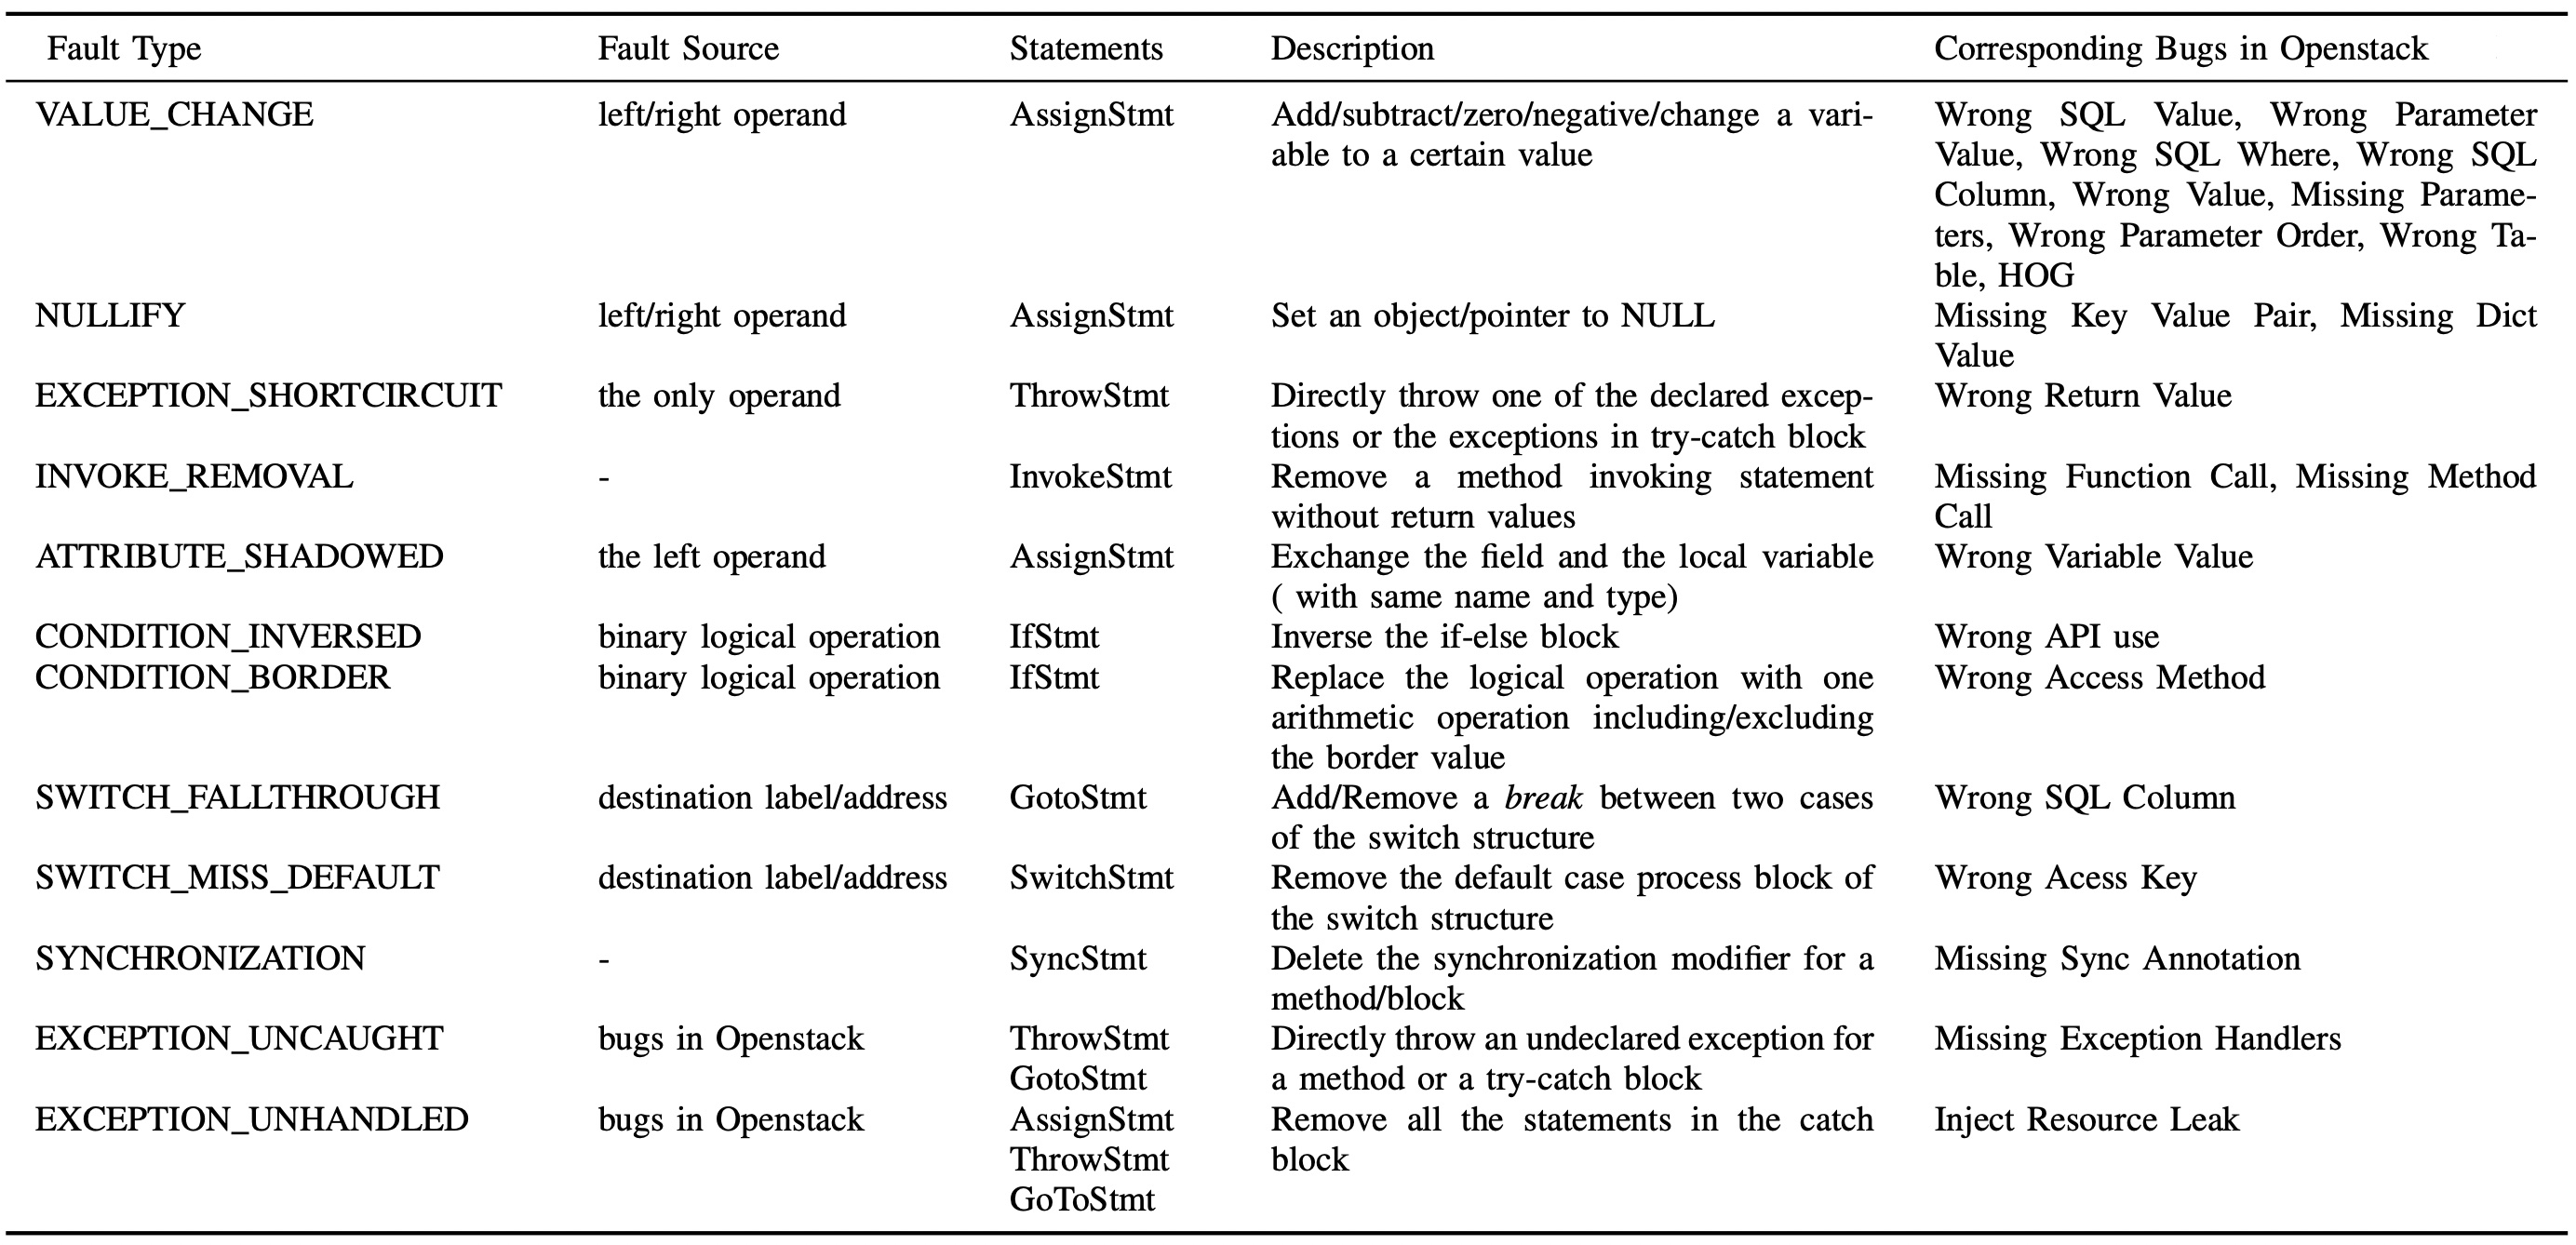 Fault Type Fault Source Statements Description Corresponding Bugs in Openstack
VALUE_CHANGE left/right operand AssignStmt Add/subtract/zero/negative/change a vari- Wrong SQL Value, Wrong Parameter
able to a certain value Value, Wrong SQL Where, Wrong SQL
Column, Wrong Value, Missing Parame-
ters, Wrong Parameter Order, Wrong Ta-
ble, HOG
NULLIFY left/right operand AssignStmt Set an object/pointer to NULL Missing Key Value Pair, Missing Dict
Value
EXCEPTION_SHORTCIRCUIT the only operand ThrowStmt Directly throw one of the declared excep- Wrong Return Value
tions or the exceptions in try-catch block
INVOKE_REMOVAL - InvokeStmt Remove a method invoking statement Missing Function Call, Missing Method
without return values Call
ATTRIBUTE_SHADOWED the left operand AssignStmt Exchange the field and the local variable Wrong Variable Value
( with same name and type)
CONDITION_INVERSED binary logical operation IfStmt Inverse the if-else block Wrong API use
CONDITION_BORDER binary logical operation IfStmt Replace the logical operation with one Wrong Access Method
arithmetic operation including/excluding
the border value
SWITCH_FALLTHROUGH destination label/address GotoStmt Add/Remove a break between two cases Wrong SQL Column
of the switch structure
SWITCH_MISS_DEFAULT destination label/address SwitchStmt Remove the default case process block of Wrong Acess Key
the switch structure
SYNCHRONIZATION - SyncStmt Delete the synchronization modifier for a Missing Sync Annotation
method/block
EXCEPTION_UNCAUGHT bugs in Openstack ThrowStmt Directly throw an undeclared exception for Missing Exception Handlers
GotoStmt a method or a try-catch block
EXCEPTION_UNHANDLED bugs in Openstack AssignStmt Remove all the statements in the catch Inject Resource Leak
ThrowStmt block
GoToStmt